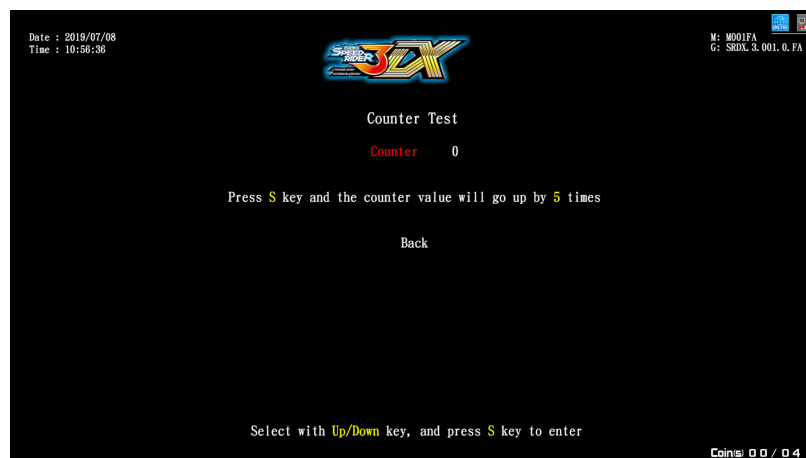 Date : 2019/07/08
Time : 10:56:36
SPEED RIDER 3 DX
M: M001FA
G: SRDX.3.001.0.FA
Counter Test
Counter 0
Press S key and the counter value will go up by 5 times
Back
Select with Up/Down key, and press S key to enter
Coin(s) 00 / 04